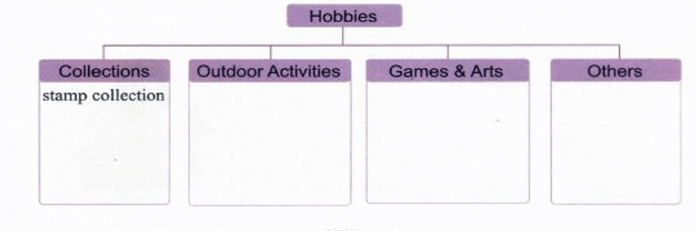 Hobbies
Collections
stamp collection
Outdoor Activities
Games & Arts
Others